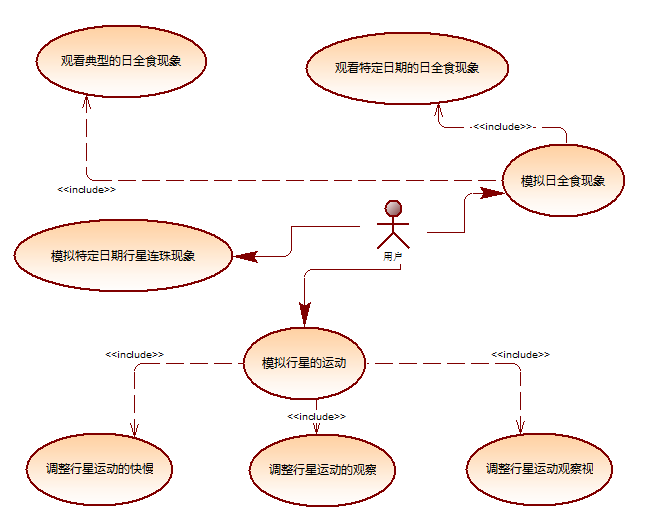 观看典型的日全食现象
观看特定日期的日全食现象
<<include>>
模拟日全食现象
<<include>>
模拟特定日期行星连珠现象
用户
模拟行星的运动
<<include>>
<<include>>
<<include>>
调整行星运动的快慢
调整行星运动的观察
调整行星运动观察视